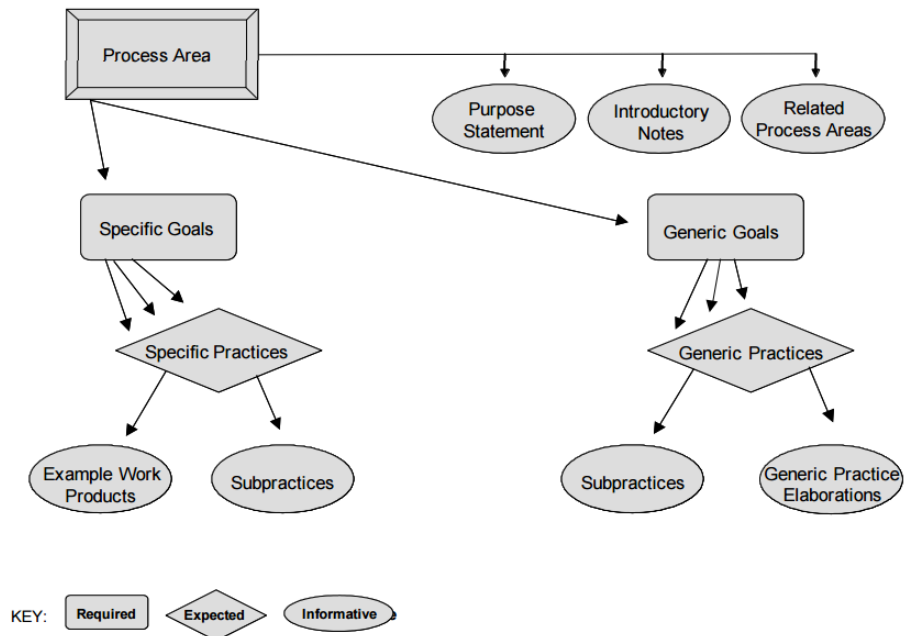 Process Area
Purpose
Statement
Introductory
Notes
Related
Process Areas
Specific Goals
Generic Goals
Specific Practices
Generic Practices
Example Work
Products
Subpractices
Subpractices
Generic Practice
Elaborations
KEY:
Required
Expected
Informative